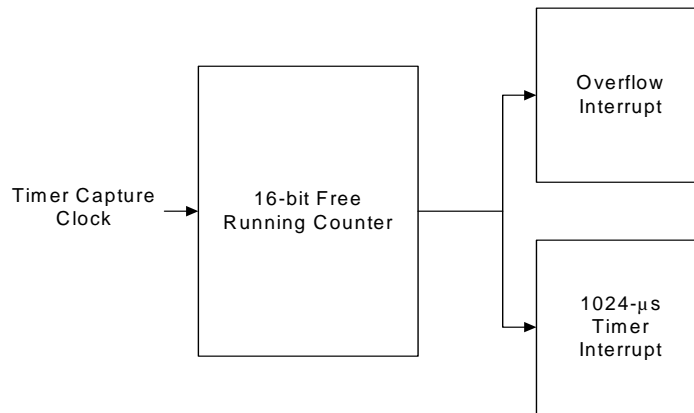 Overflow
Interrupt
Timer Capture
Clock
16-bit Free
Running Counter
1024-μs
Timer
Interrupt